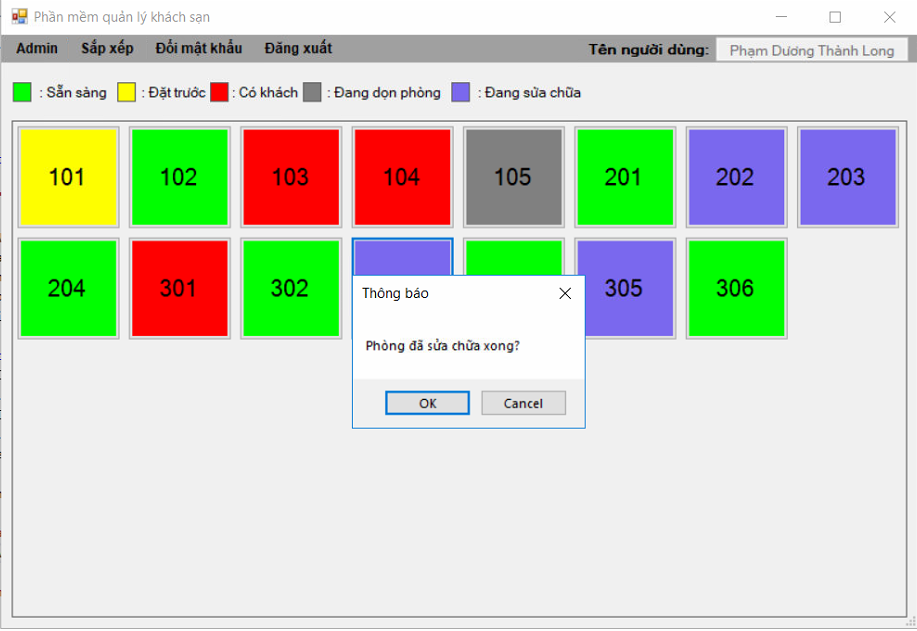 Phần mềm quản lý khách sạn
Admin Sắp xếp Đổi mật khẩu Đăng xuất Tên người dùng: Phạm Dương Thành Long
: Sẵn sàng : Đặt trước : Có khách : Đang dọn phòng : Đang sửa chữa
101 102 103 104 105 201 202 203
204 301 302 305 306
Thông báo
Phòng đã sửa chữa xong?
OK Cancel